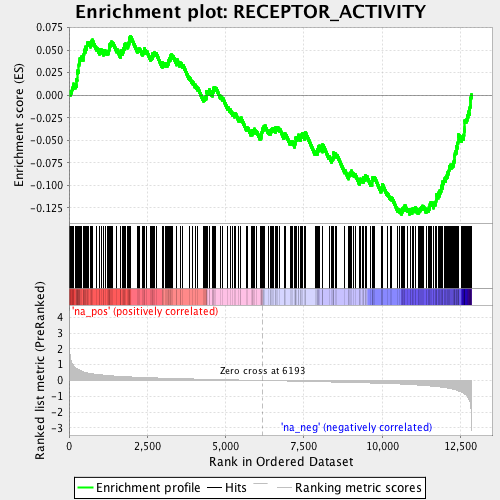 Enrichment plot: RECEPTOR_ACTIVITY
Enrichment score (ES)
0.075
0.050
0.025
0.000
-0.025
-0.050
-0.075
-0.100
-0.125
'na_pos' (positively correlated)
Ranked list metric (PreRanked)
4
3
2
1
0
-1
-2
-3
Zero cross at 6193
'na_neg' (negatively correlated)
0
2,500
5,000
7,500
10,000
12,500
Rank in Ordered Dataset
Enrichment profile
Hits
Ranking metric scores